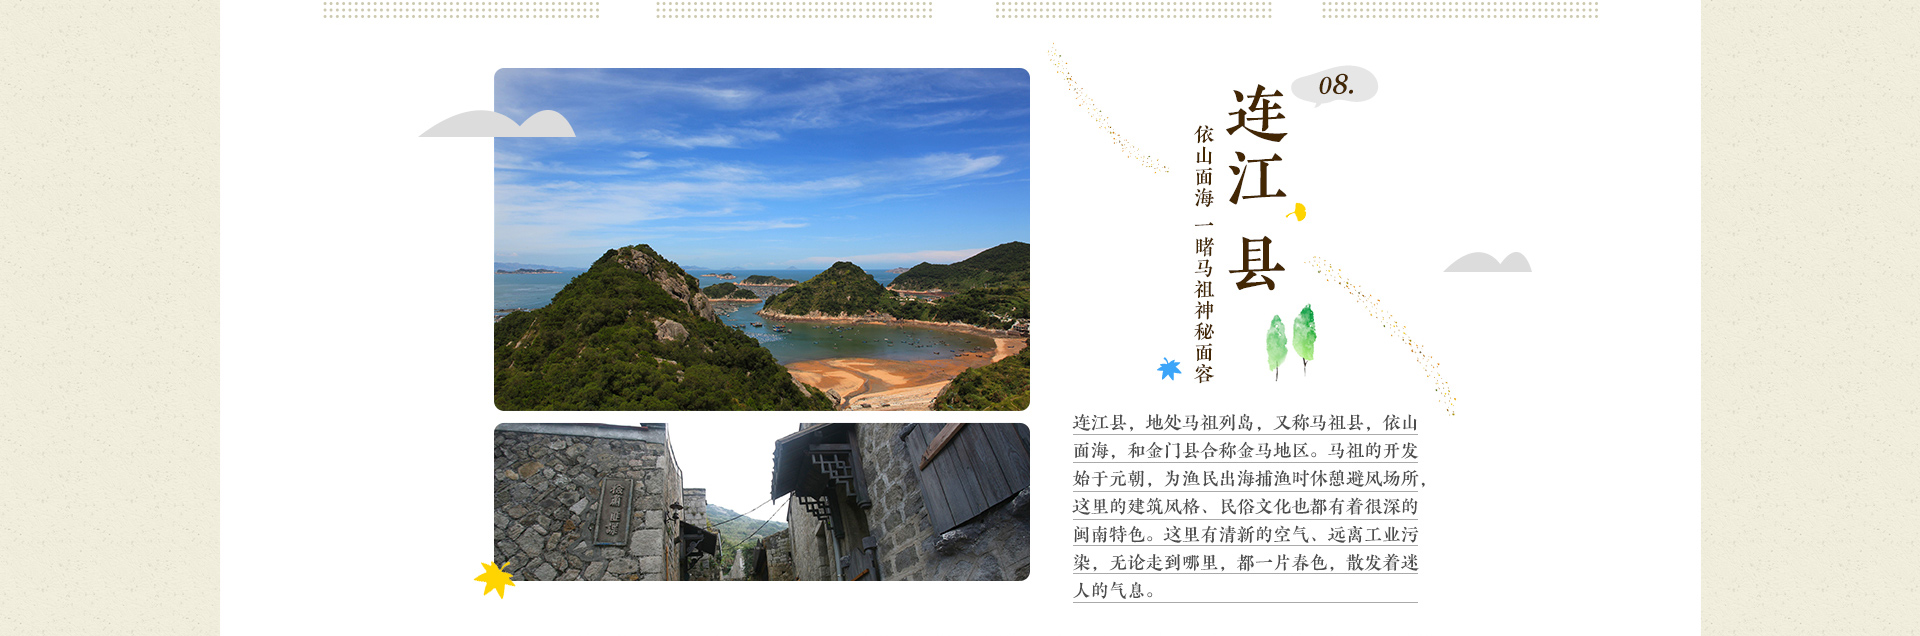 08.
连江县
依山面海 一睹马祖神秘面容
连江县，地处马祖列岛，又称马祖县，依山
面海，和金门县合称金马地区。马祖的开发
始于元朝，为渔民出海捕渔时休憩避风场所，
这里的建筑风格、民俗文化也都有着很深的
闽南特色。这里有清新的空气、远离工业污
染，无论走到哪里，都一片春色，散发着迷
人的气息。